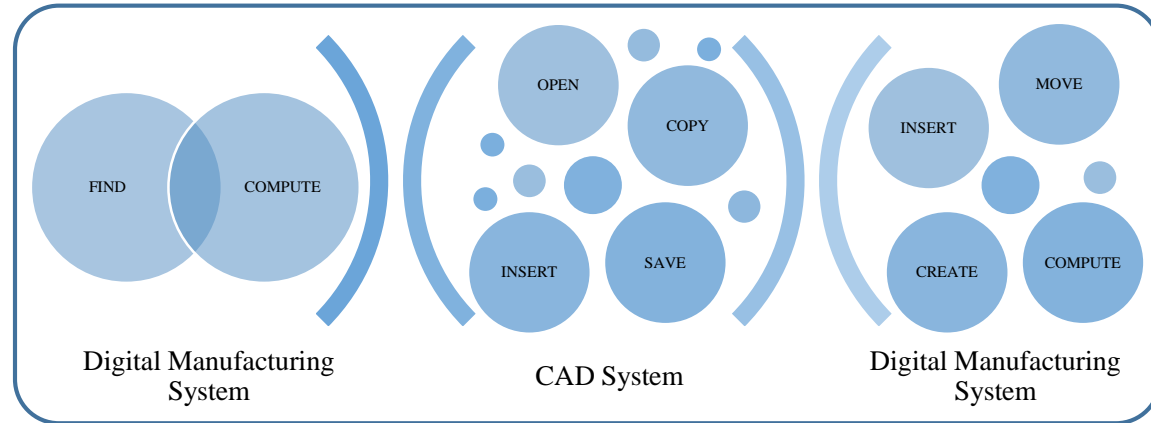 FIND
COMPUTE
Digital Manufacturing
System
OPEN
COPY
INSERT
SAVE
CAD System
MOVE
INSERT
CREATE
COMPUTE
Digital Manufacturing
System